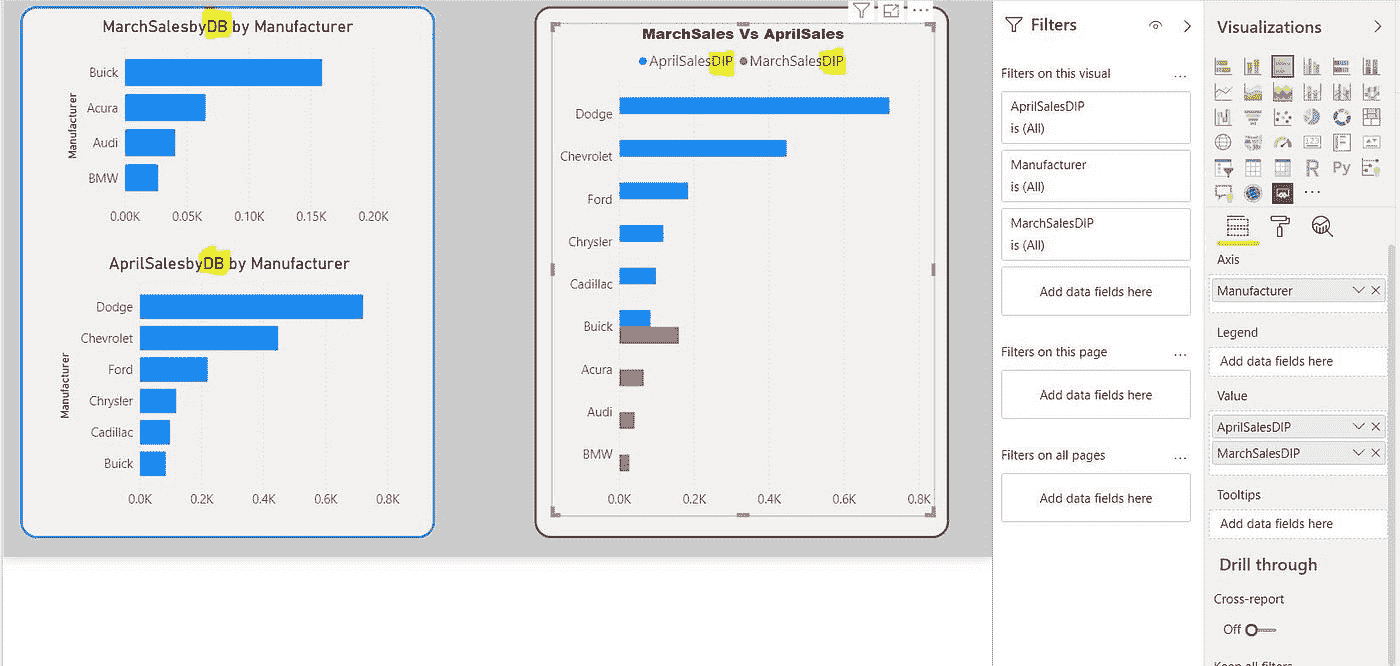 MarchSalesbyDB by Manufacturer
Manufacturer
Buick
Acura
Audi
BMW
0.00K 0.05K 0.10K 0.15K 0.20K
AprilSalesbyDB by Manufacturer
Manufacturer
Dodge
Chevrolet
Ford
Chrysler
Cadillac
Buick
0.0K 0.2K 0.4K 0.6K 0.8K
MarchSales Vs AprilSales
AprilSalesDIP MarchSalesDIP
Dodge
Chevrolet
Ford
Chrysler
Cadillac
Buick
Acura
Audi
BMW
0.0K 0.2K 0.4K 0.6K 0.8K
Filters
Filters on this visual
AprilSalesDIP
is (All)
Manufacturer
is (All)
MarchSalesDIP
is (All)
Add data fields here
Filters on this page
Add data fields here
Filters on all pages
Add data fields here
Visualizations
123
R Py
Axis
Manufacturer
Legend
Add data fields here
Value
AprilSalesDIP
MarchSalesDIP
Tooltips
Add data fields here
Drill through
Cross-report
Off
Keep all filters